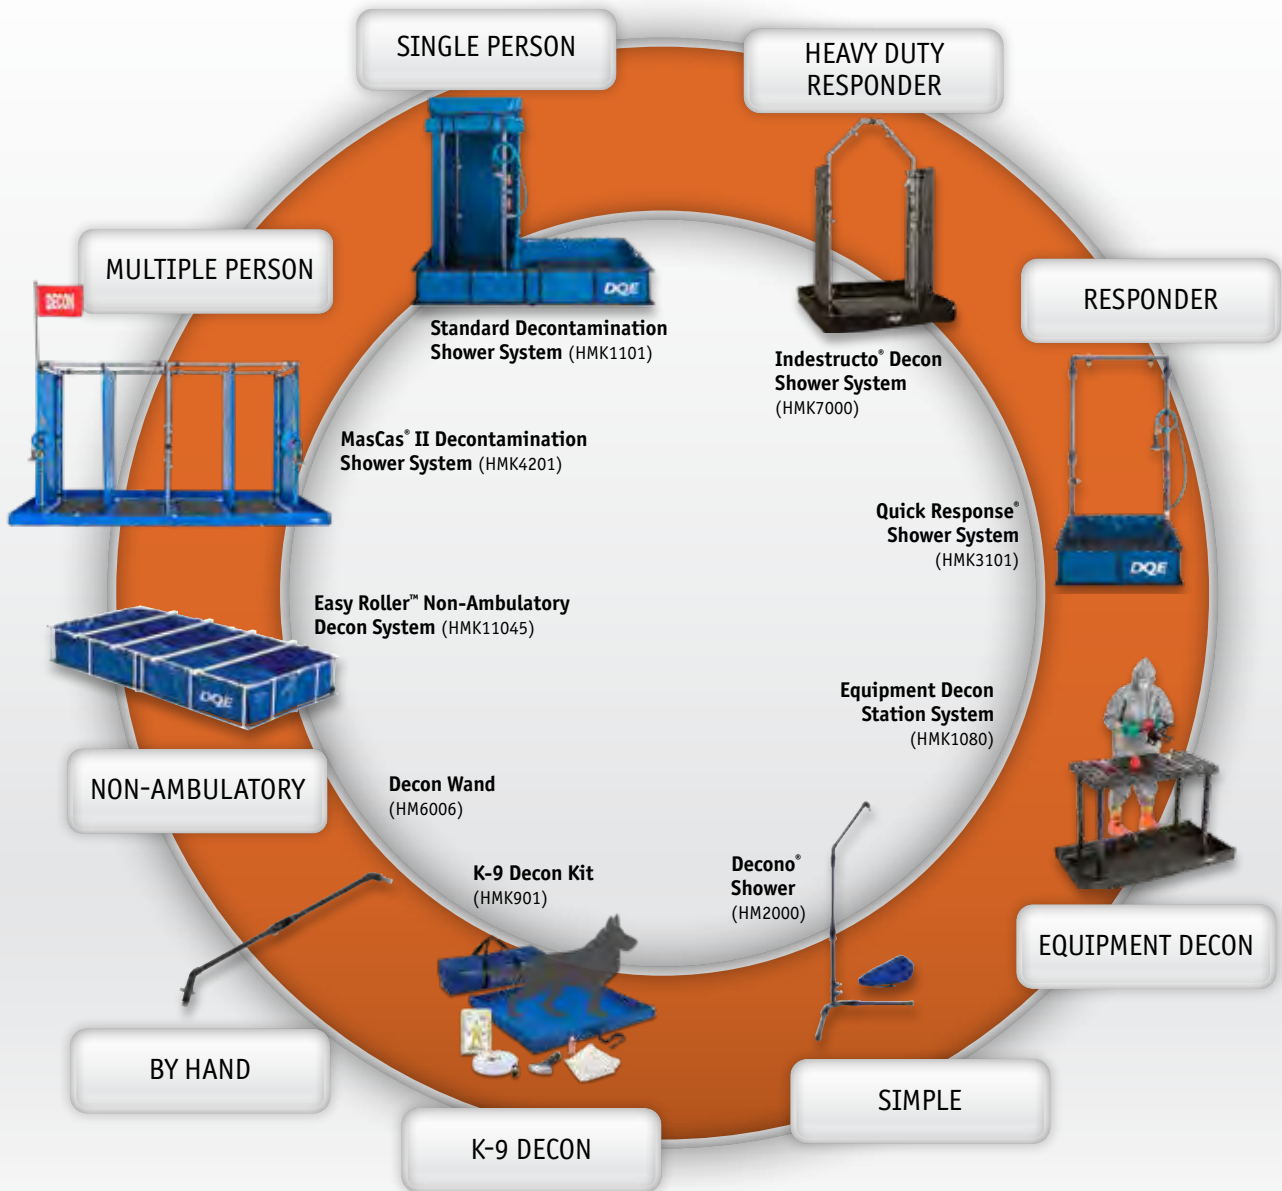 SINGLE PERSON
HEAVY DUTY
RESPONDER
MULTIPLE PERSON
DECON
RESPONDER
DQE
Standard Decontamination
Shower System (HMK1101)
Indestructo® Decon
Shower System
(HMK7000)
MasCas® II Decontamination
Shower System (HMK4201)
Quick Response®
Shower System
(HMK3101)
DQE
Easy Roller™ Non-Ambulatory
Decon System (HMK11045)
DQE
Equipment Decon
Station System
(HMK1080)
NON-AMBULATORY
Decon Wand
(HM6006)
K-9 Decon Kit
(HMK901)
Decono®
Shower
(HM2000)
EQUIPMENT DECON
BY HAND
SIMPLE
K-9 DECON